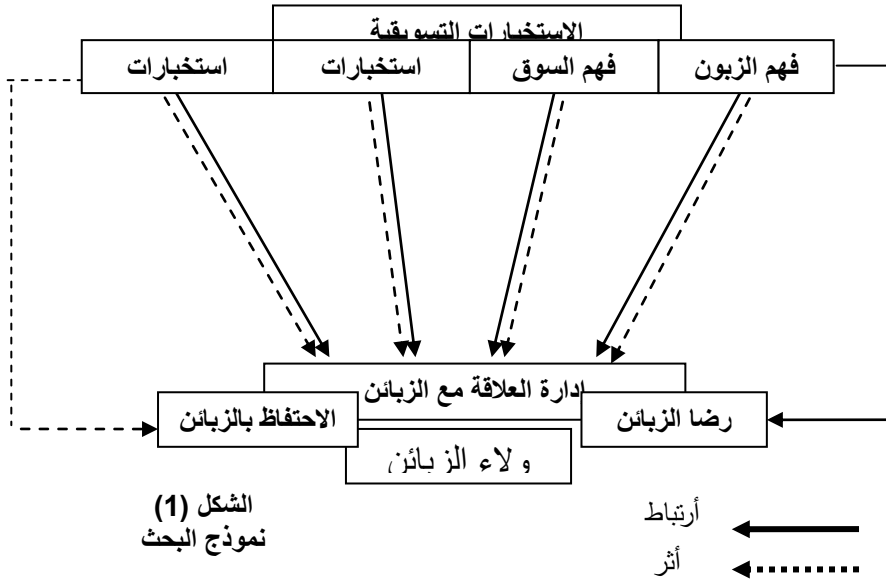 الاستخبارات التسويقية
فهم الزبون
فهم السوق
استخبارات
استخبارات
ادارة العلاقة مع الزبائن
رضا الزبائن
الاحتفاظ بالزبائن
ولاء الزبائن
الشكل (1)
نموذج البحث
أرتباط
أثر